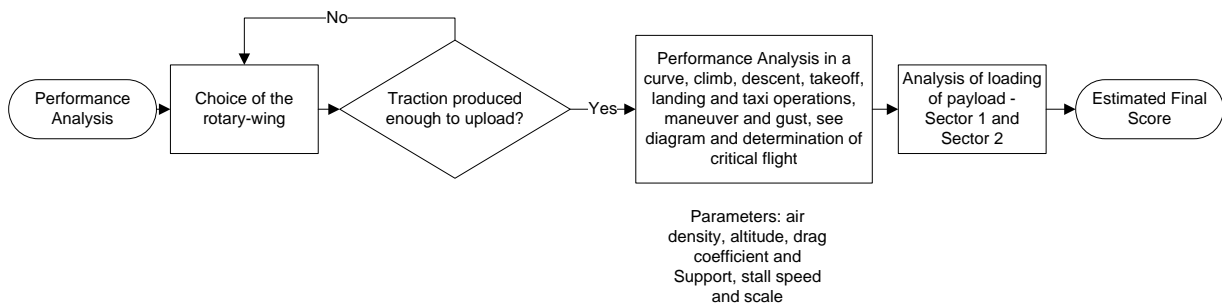 No
Performance
Analysis
Choice of the
rotary-wing
Traction produced
enough to upload?
Yes
Performance Analysis in a
curve, climb, descent, takeoff,
landing and taxi operations,
maneuver and gust, see
diagram and determination of
critical flight
Analysis of loading
of payload -
Sector 1 and
Sector 2
Estimated Final
Score
Parameters: air
density, altitude, drag
coefficient and
Support, stall speed
and scale